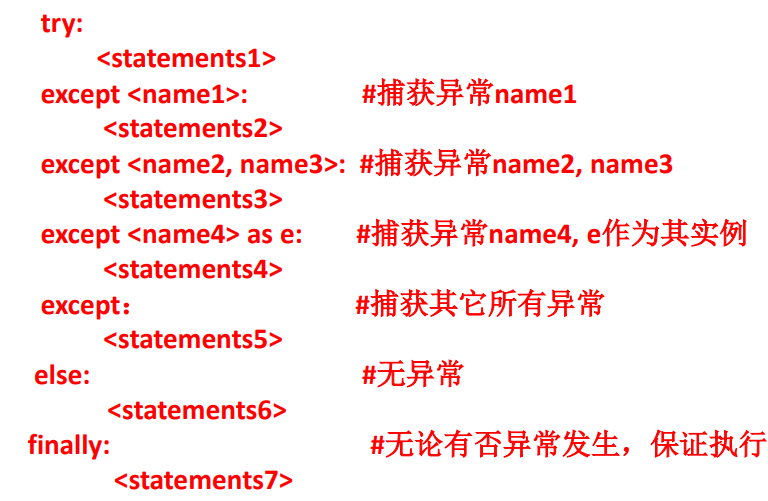 try:
<statements1>
except <name1>: #捕获异常name1
<statements2>
except <name2, name3>: #捕获异常name2, name3
<statements3>
except <name4> as e: #捕获异常name4, e作为其实例
<statements4>
except： #捕获其它所有异常
<statements5>
else: #无异常
<statements6>
finally: #无论有否异常发生，保证执行
<statements7>